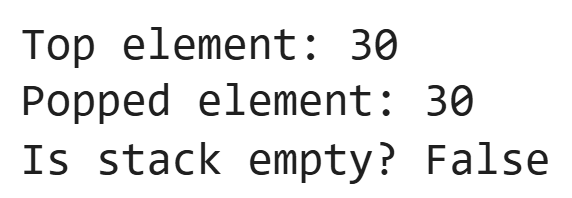 Top element: 30
Popped element: 30
Is stack empty? False